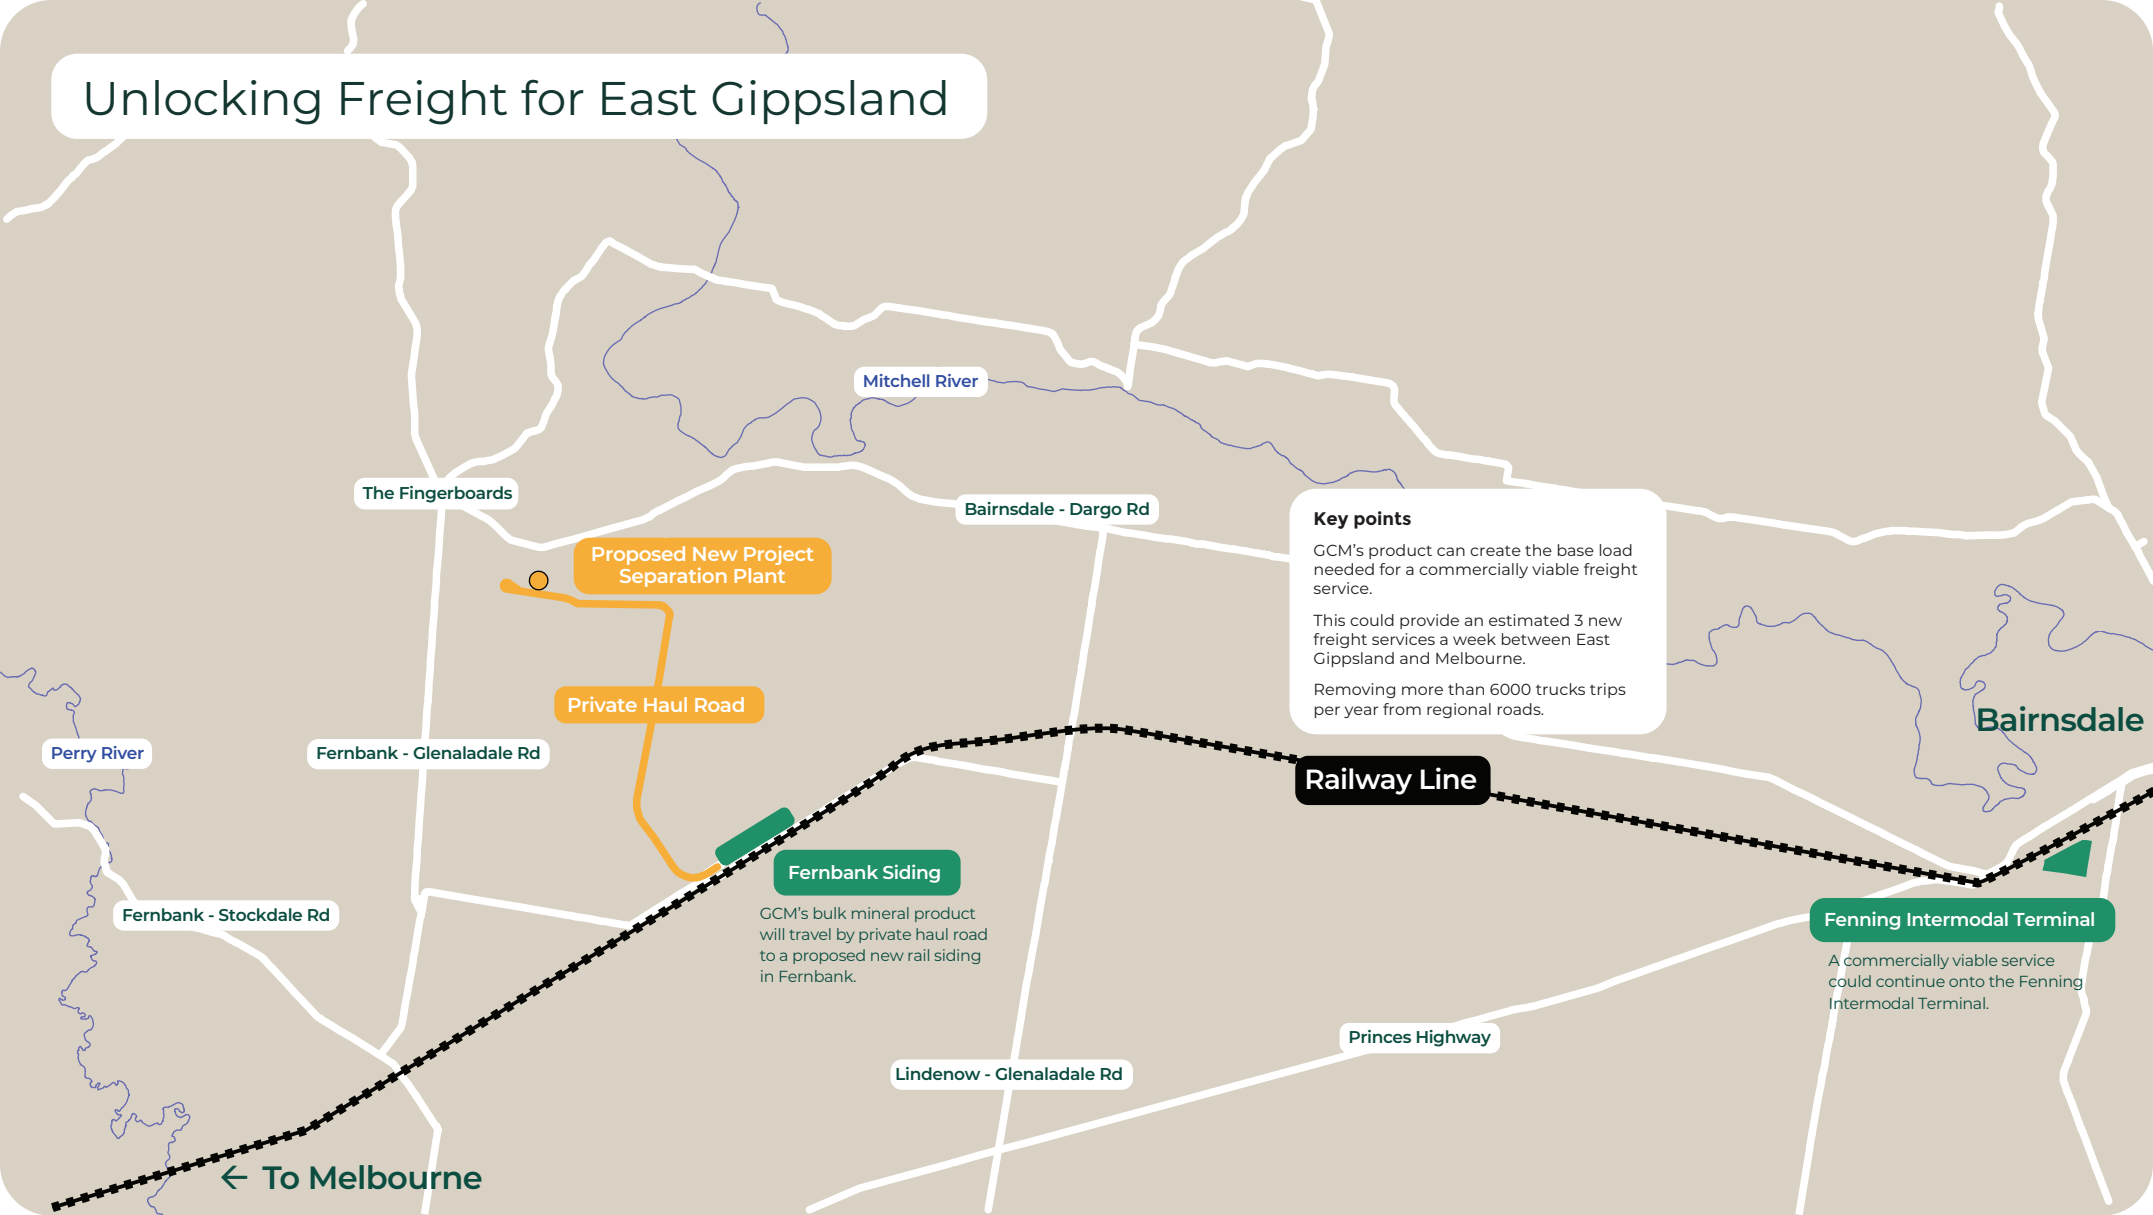 Unlocking Freight for East Gippsland
Mitchell River
The Fingerboards
Bairnsdale - Dargo Rd
Proposed New Project
Separation Plant
Key points
GCM's product can create the base load
needed for a commercially viable freight
service.
This could provide an estimated 3 new
freight services a week between East
Gippsland and Melbourne.
Removing more than 6000 trucks trips
per year from regional roads.
Private Haul Road
Bairnsdale
Perry River
Fernbank - Glenaladale Rd
Railway Line
Fernbank Siding
GCM's bulk mineral product
will travel by private haul road
to a proposed new rail siding
in Fernbank.
Fernbank - Stockdale Rd
Fenning Intermodal Terminal
A commercially viable service
could continue onto the Fenning
Intermodal Terminal.
Princes Highway
Lindenow - Glenaladale Rd
← To Melbourne